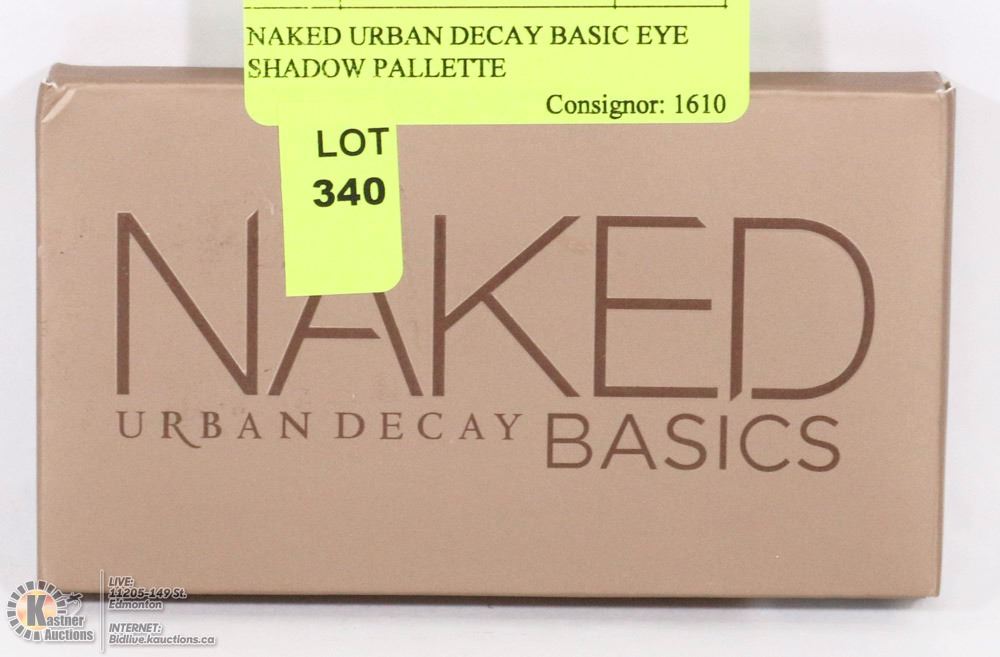 NAKED URBAN DECAY BASIC EYE
SHADOW PALLETTE
Consignor: 1610
LOT
340
NAKED
URBAN DECAY
BASICS
Kastner
Auctions
LIVE:
11205-149 St.
Edmonton
INTERNET:
Bidlive.kauctions.ca